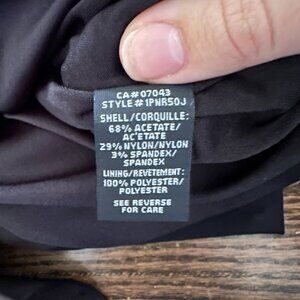 CA#07043
STYLE#1PNR50J
SHELL/CORQUILLE:
68% ACETATE/
ACÉTATE
29% NYLON/NYLON
3% SPANDEX/
SPANDEX
LINING/REVETEMENT:
100% POLYESTER/
POLYESTER
SEE REVERSE
FOR CARE